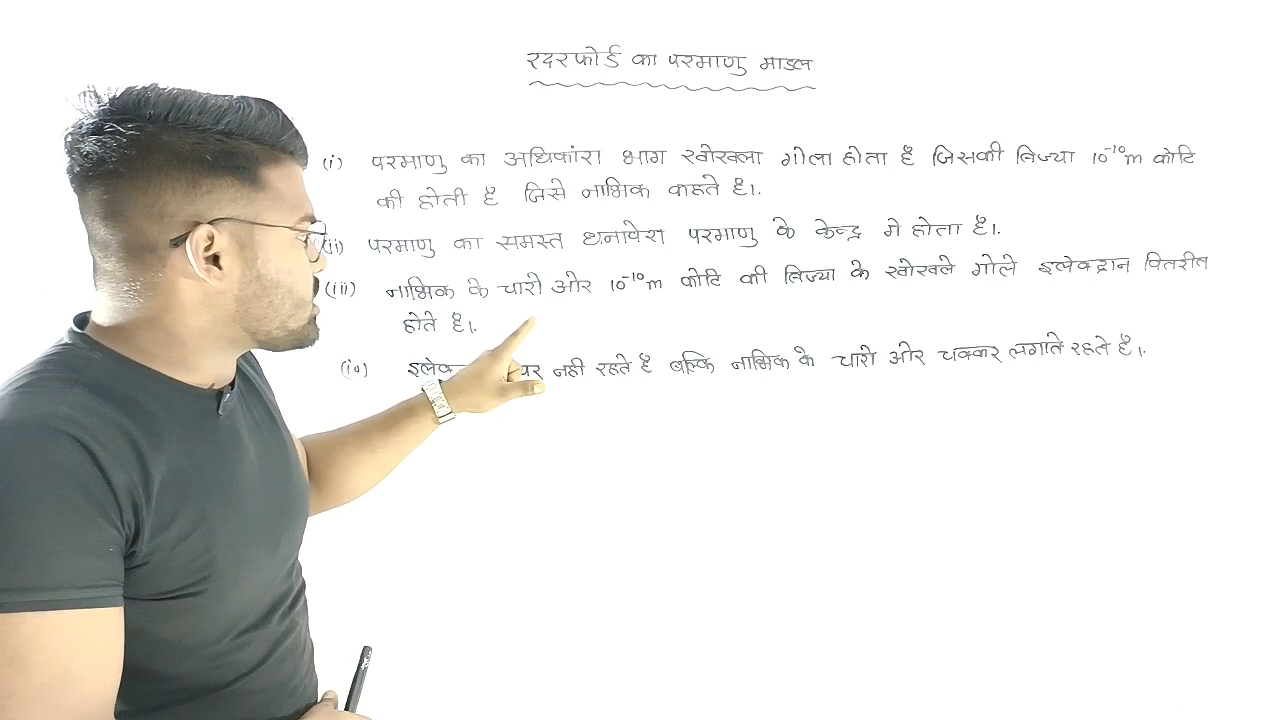 रदरफोर्ड का परमाणु माडल
(i) परमाणु का अधिकांश भाग खोखला गोला होता है जिसकी त्रिज्या 10⁻¹⁰m कोटि
की होती है जिसे नाभिक कहते है।.
(ii) परमाणु का समस्त धनावेश परमाणु के केन्द्र मे होता है।.
(iii) नाभिक के चारो ओर 10⁻¹⁰m कोटि की त्रिज्या के खोखले गोले इलेक्ट्रान वितरीत
होते है।.
(iv) नही रहते है बल्कि नाभिक के चारो ओर चक्कर लगाते रहते है।.